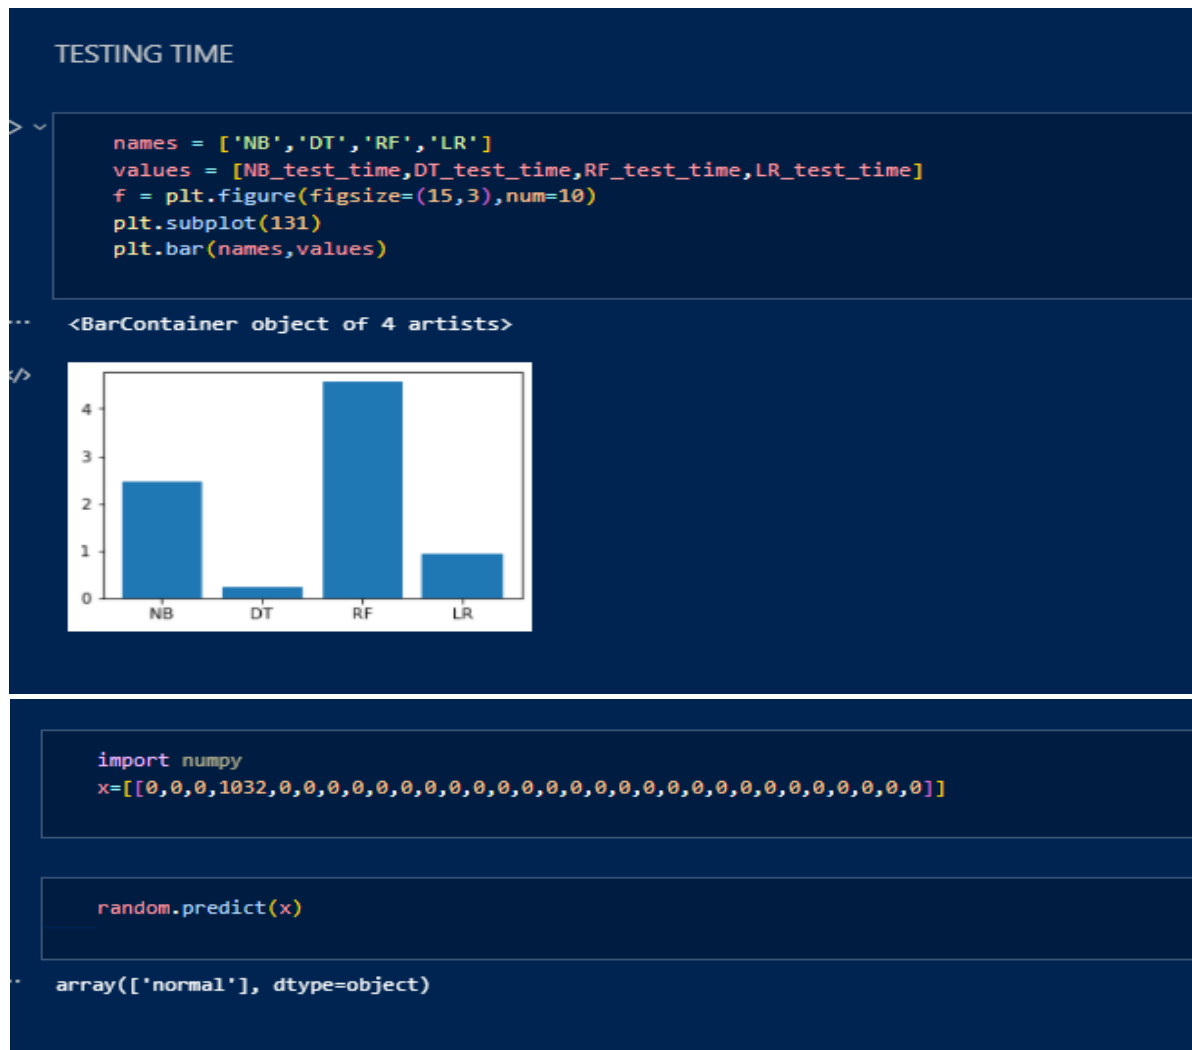 TESTING TIME
names = ['NB','DT','RF','LR']
values = [NB_test_time,DT_test_time,RF_test_time,LR_test_time]
f = plt.figure(figsize=(15,3),num=10)
plt.subplot(131)
plt.bar(names,values)
<BarContainer object of 4 artists>
4
3
2
1
0
NB DT RF LR
import numpy
x=[[0,0,0,1032,0,0,0,0,0,0,0,0,0,0,0,0,0,0,0,0,0,0,0,0,0,0,0,0,0,0,0]]
random.predict(x)
array(['normal'], dtype=object)